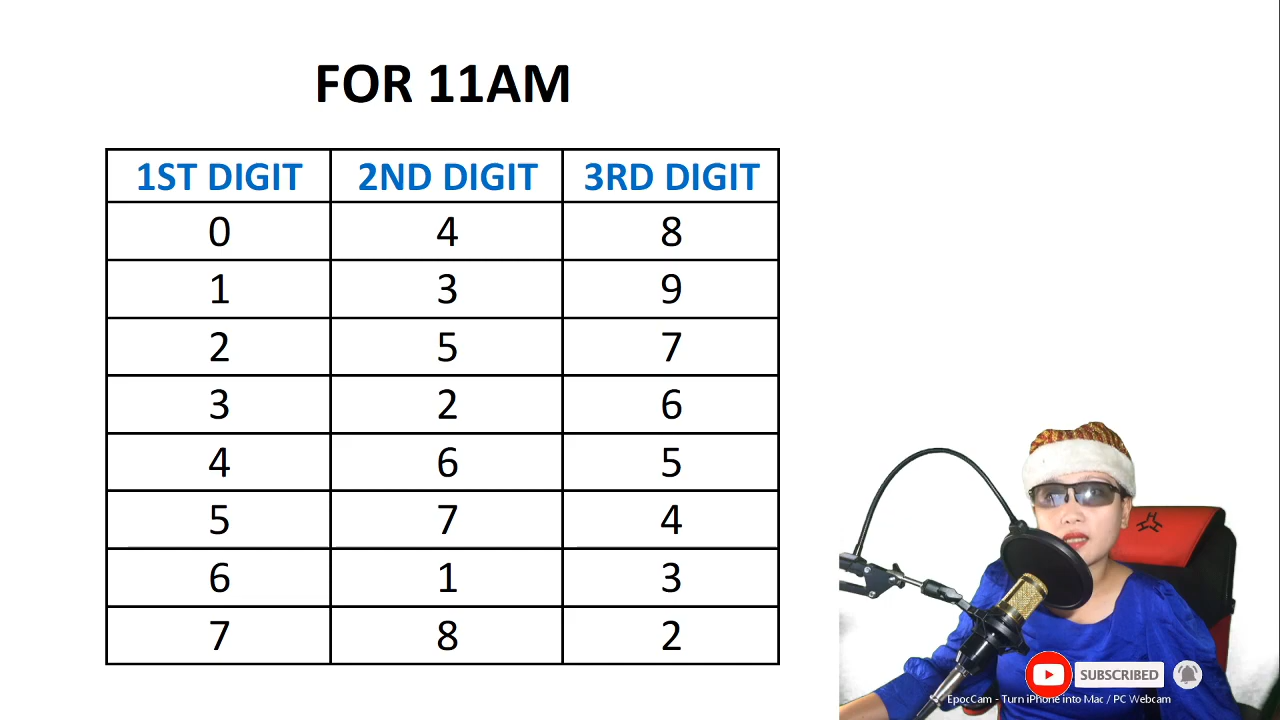 FOR 11AM
1ST DIGIT 2ND DIGIT 3RD DIGIT
0 4 8
1 3 9
2 5 7
3 2 6
4 6 5
5 7 4
6 1 3
7 8 2
SUBSCRIBED
EpocCam - Turn iPhone into Mac / PC Webcam